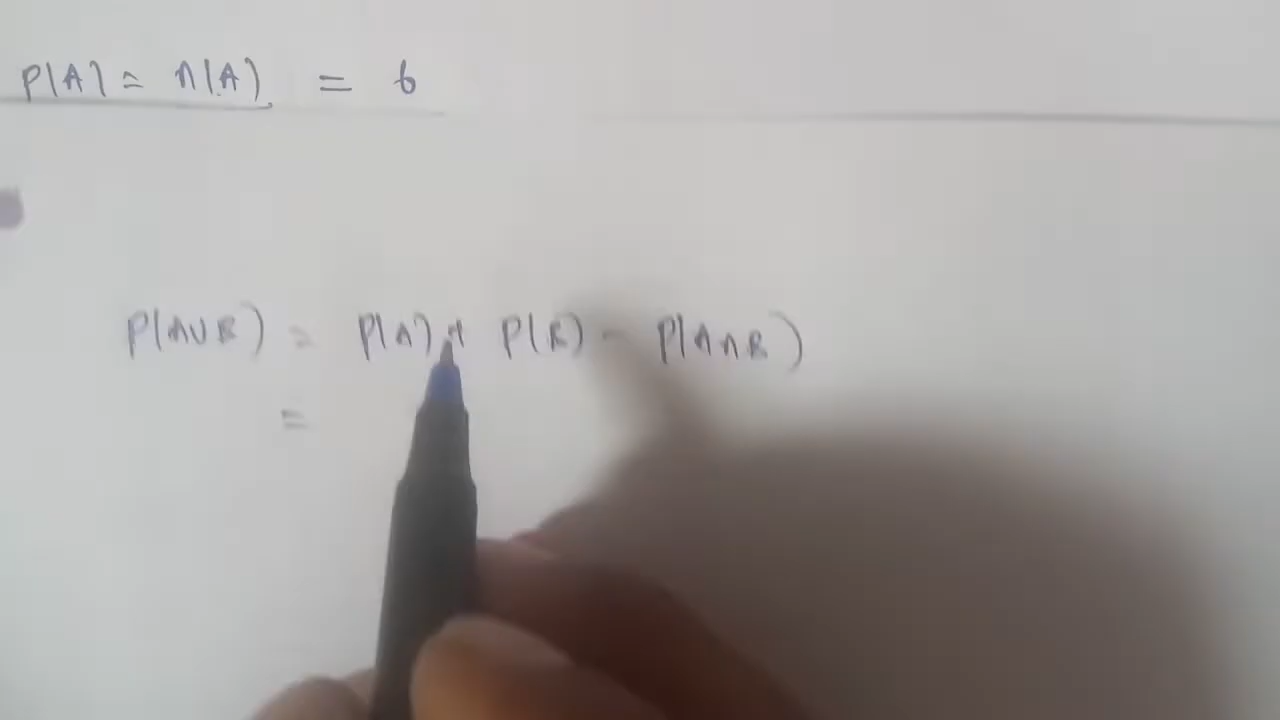 P(A) = n(A) = 6
P(A∪B) = P(A) + P(B) - P(A∩B)
=